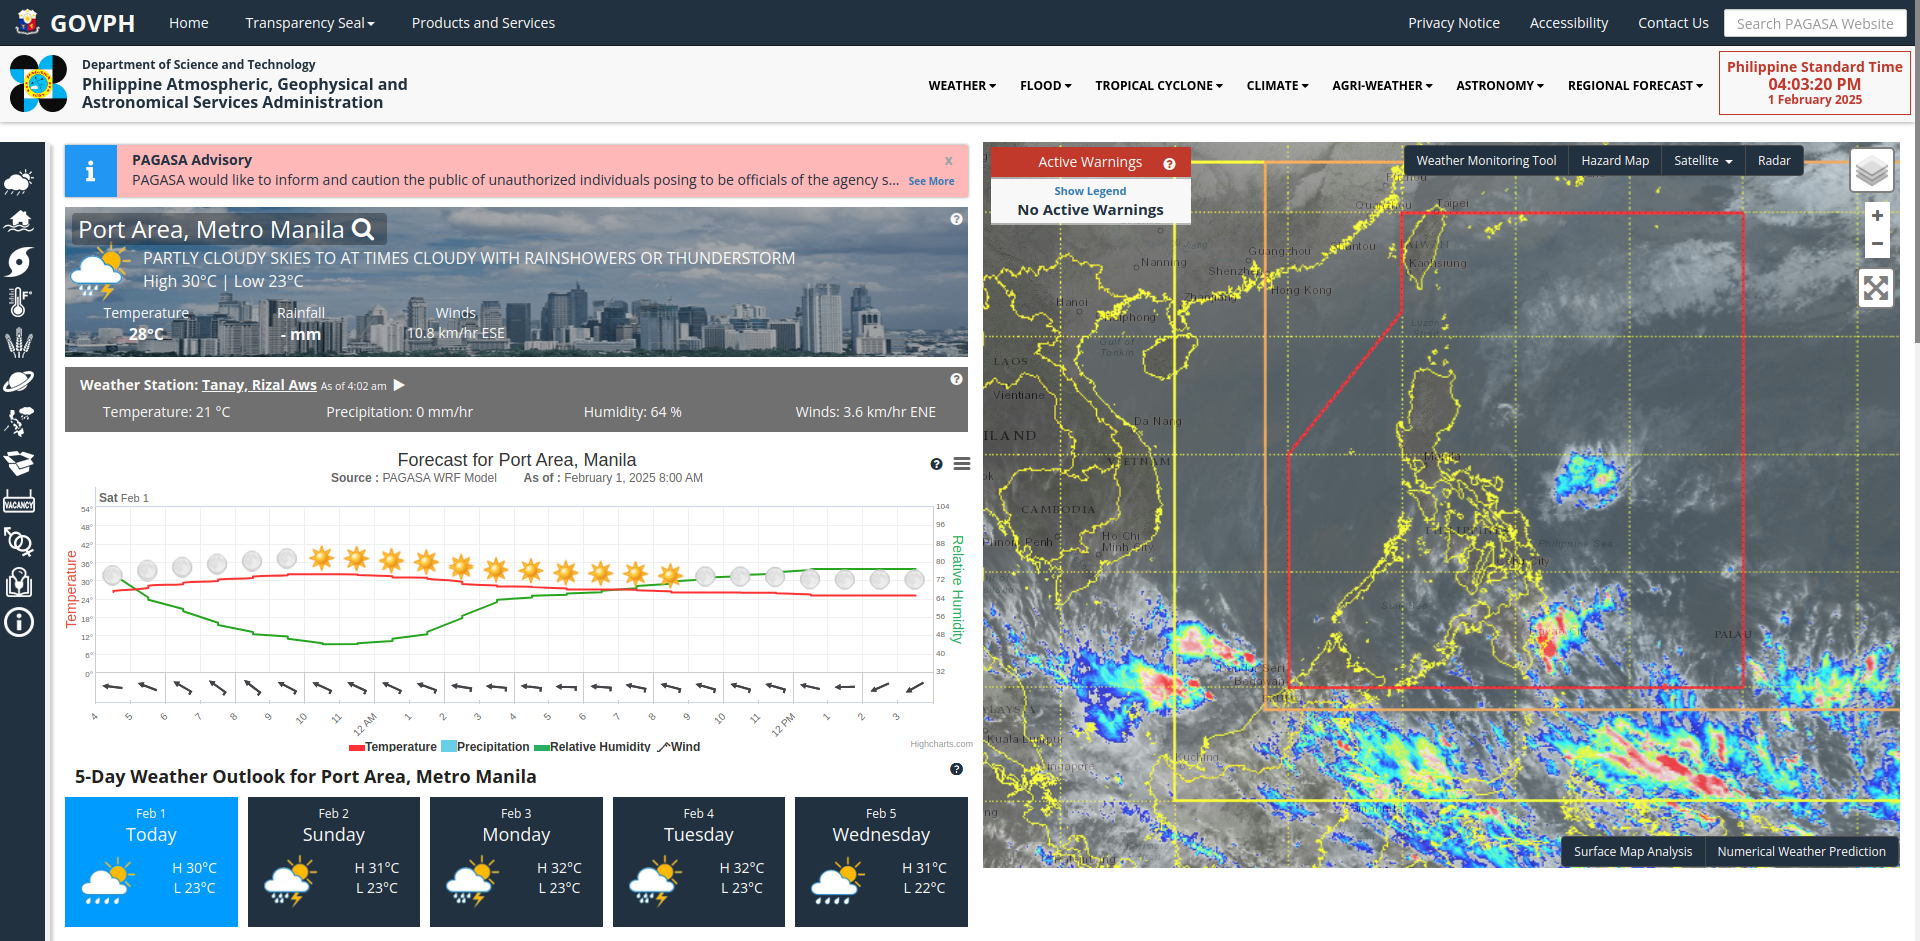 GOVPH
Home
Transparency Seal
Products and Services
Privacy Notice
Accessibility
Contact Us
Search PAGASA Website
Department of Science and Technology
Philippine Atmospheric, Geophysical and
Astronomical Services Administration
WEATHER
FLOOD
TROPICAL CYCLONE
CLIMATE
AGRI-WEATHER
ASTRONOMY
REGIONAL FORECAST
Philippine Standard Time
04:03:20 PM
1 February 2025
PAGASA Advisory
x
PAGASA would like to inform and caution the public of unauthorized individuals posing to be officials of the agency s... See More
Port Area, Metro Manila
PARTLY CLOUDY SKIES TO AT TIMES CLOUDY WITH RAINSHOWERS OR THUNDERSTORM
High 30°C | Low 23°C
Temperature
Rainfall
Winds
28°C
- mm
10.8 km/hr ESE
Weather Station: Tanay, Rizal Aws As of 4:02 am
Temperature: 21 °C
Precipitation: 0 mm/hr
Humidity: 64 %
Winds: 3.6 km/hr ENE
Forecast for Port Area, Manila
Source : PAGASA WRF Model As of : February 1, 2025 8:00 AM
Sat Feb 1
54°
48°
42°
36°
30°
24°
18°
12°
6°
0°
Temperature
104
96
88
80
72
64
56
48
40
32
Relative Humidity
4 5 6 7 8 9 10 11 12 AM 1 2 3 4 5 6 7 8 9 10 11 12 PM 1 2 3
Temperature Precipitation Relative Humidity Wind
Highcharts.com
5-Day Weather Outlook for Port Area, Metro Manila
Feb 1
Today
H 30°C
L 23°C
Feb 2
Sunday
H 31°C
L 23°C
Feb 3
Monday
H 32°C
L 23°C
Feb 4
Tuesday
H 32°C
L 23°C
Feb 5
Wednesday
H 31°C
L 22°C
VACANCY
Active Warnings
Show Legend
No Active Warnings
Weather Monitoring Tool
Hazard Map
Satellite
Radar
+
−
Taipei
Guangzhou
Nanning
Shenzhen
Kaohsiung
Hong Kong
Hanoi
Zhanjiang
Haiphong
Gulf of
Tonkin
Luzon
LAOS
Vientiane
Da Nang
VIETNAM
CAMBODIA
Ho Chi
Minh City
Philippine Sea
PALAU
Kuala Lumpur
Kuching
Surface Map Analysis
Numerical Weather Prediction